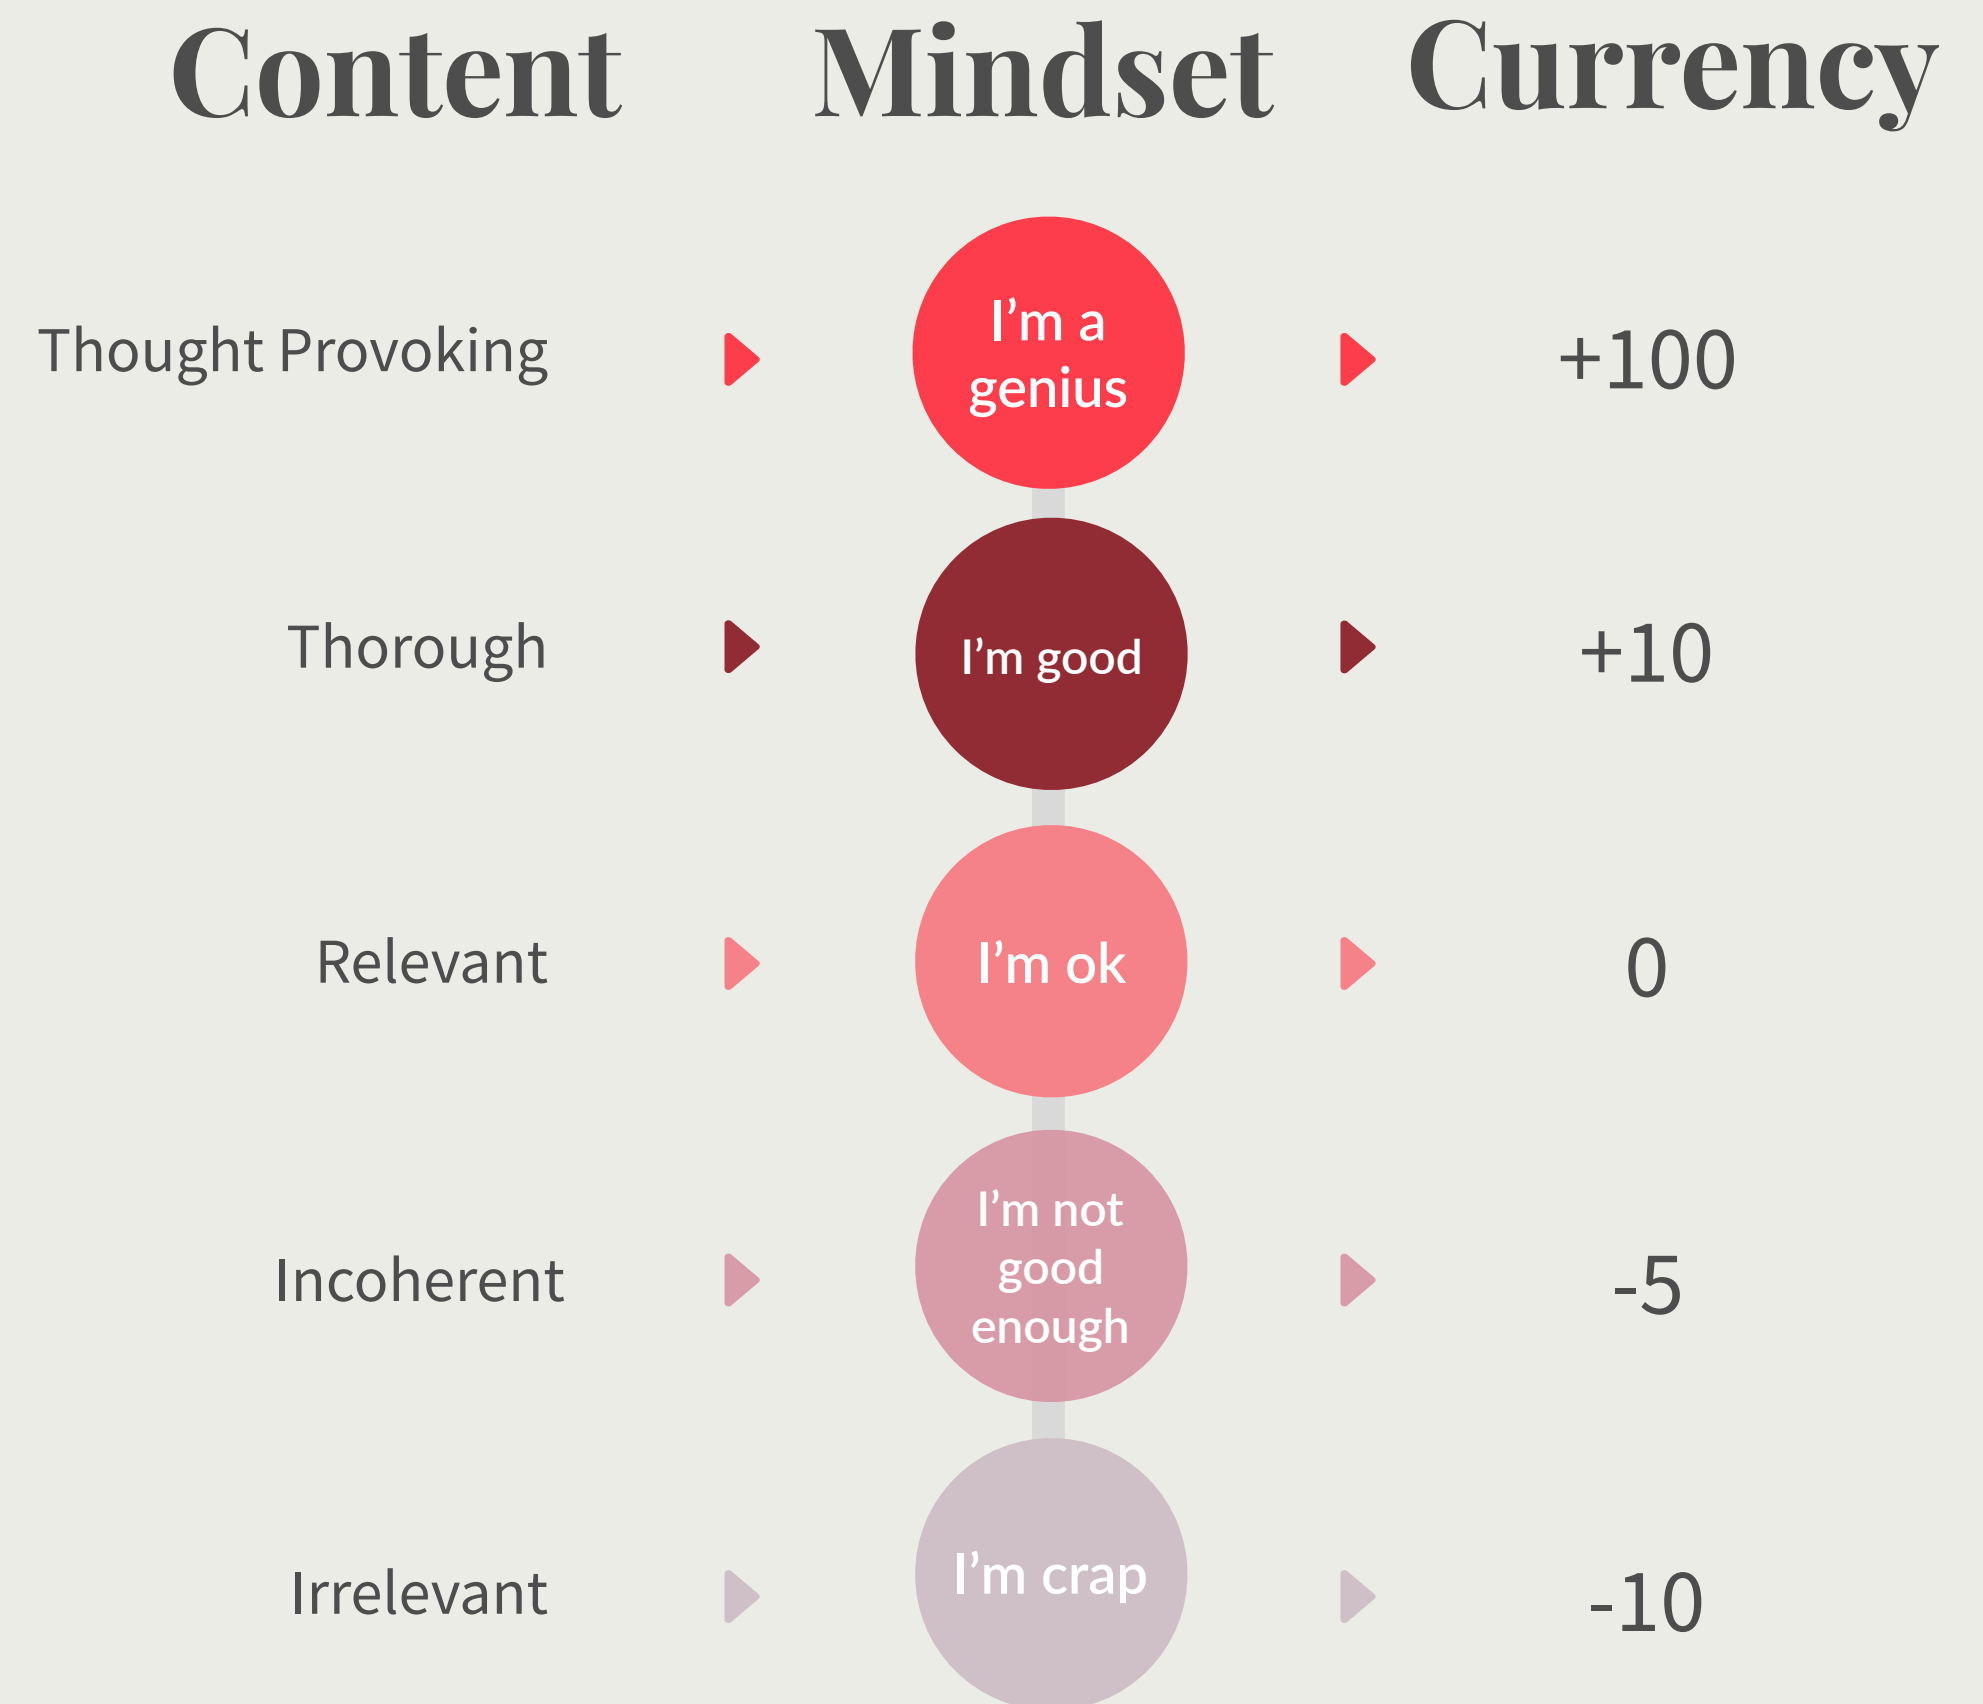 Content Mindset Currency
Thought Provoking I’m a genius +100
Thorough I’m good +10
Relevant I’m ok 0
Incoherent I’m not good enough -5
Irrelevant I’m crap -10